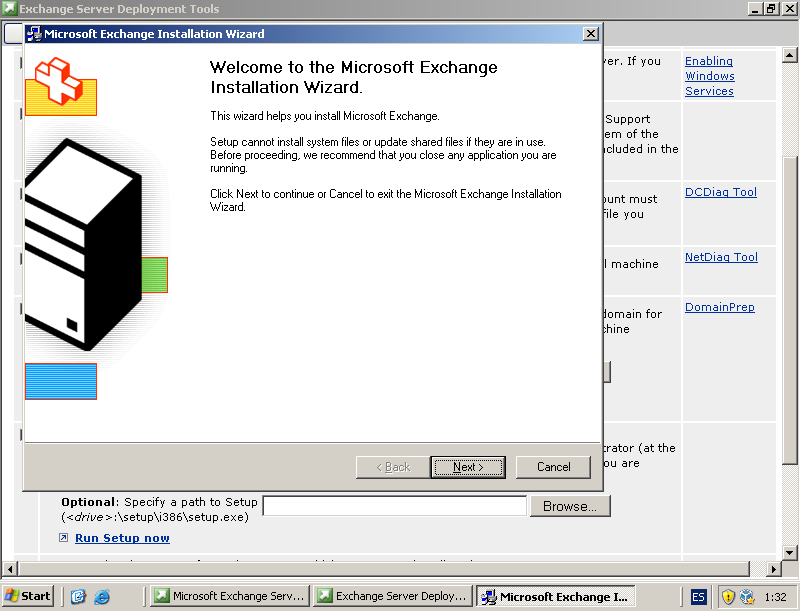 Exchange Server Deployment Tools
Microsoft Exchange Installation Wizard
Welcome to the Microsoft Exchange
Installation Wizard.
This wizard helps you install Microsoft Exchange.
Setup cannot install system files or update shared files if they are in use.
Before proceeding, we recommend that you close any application you are
running.
Click Next to continue or Cancel to exit the Microsoft Exchange Installation
Wizard.
< Back
Next >
Cancel
ver. If you
Enabling
Windows
Services
Support
em of the
cluded in the
ount must
file you
DCDiag Tool
l machine
NetDiag Tool
domain for
chine
DomainPrep
trator (at the
ou are
Optional: Specify a path to Setup
(<drive>:\setup\i386\setup.exe)
Browse...
Run Setup now
Start
Microsoft Exchange Serv...
Exchange Server Deploy...
Microsoft Exchange I...
ES
1:32